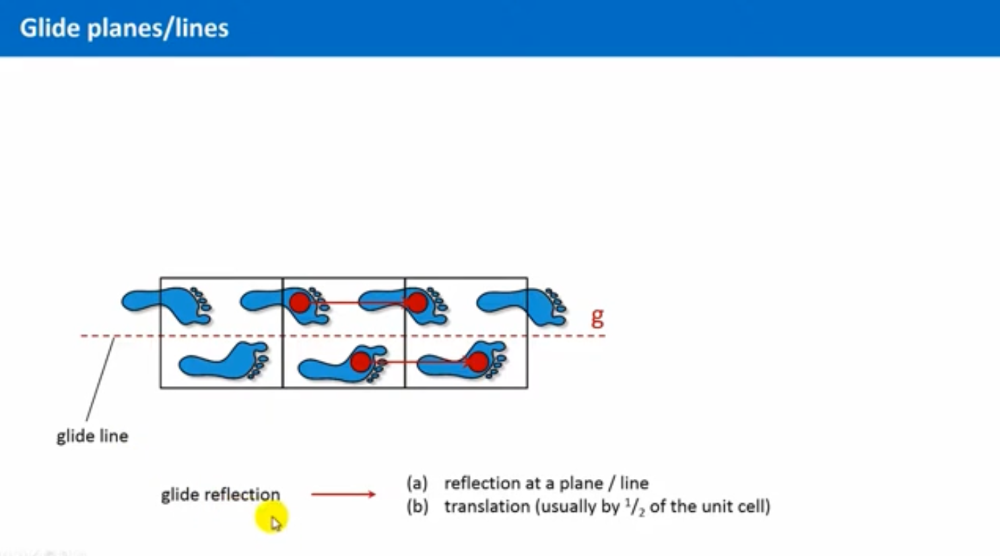 Glide planes/lines
g
glide line
glide reflection
(a) reflection at a plane / line
(b) translation (usually by 1/2 of the unit cell)